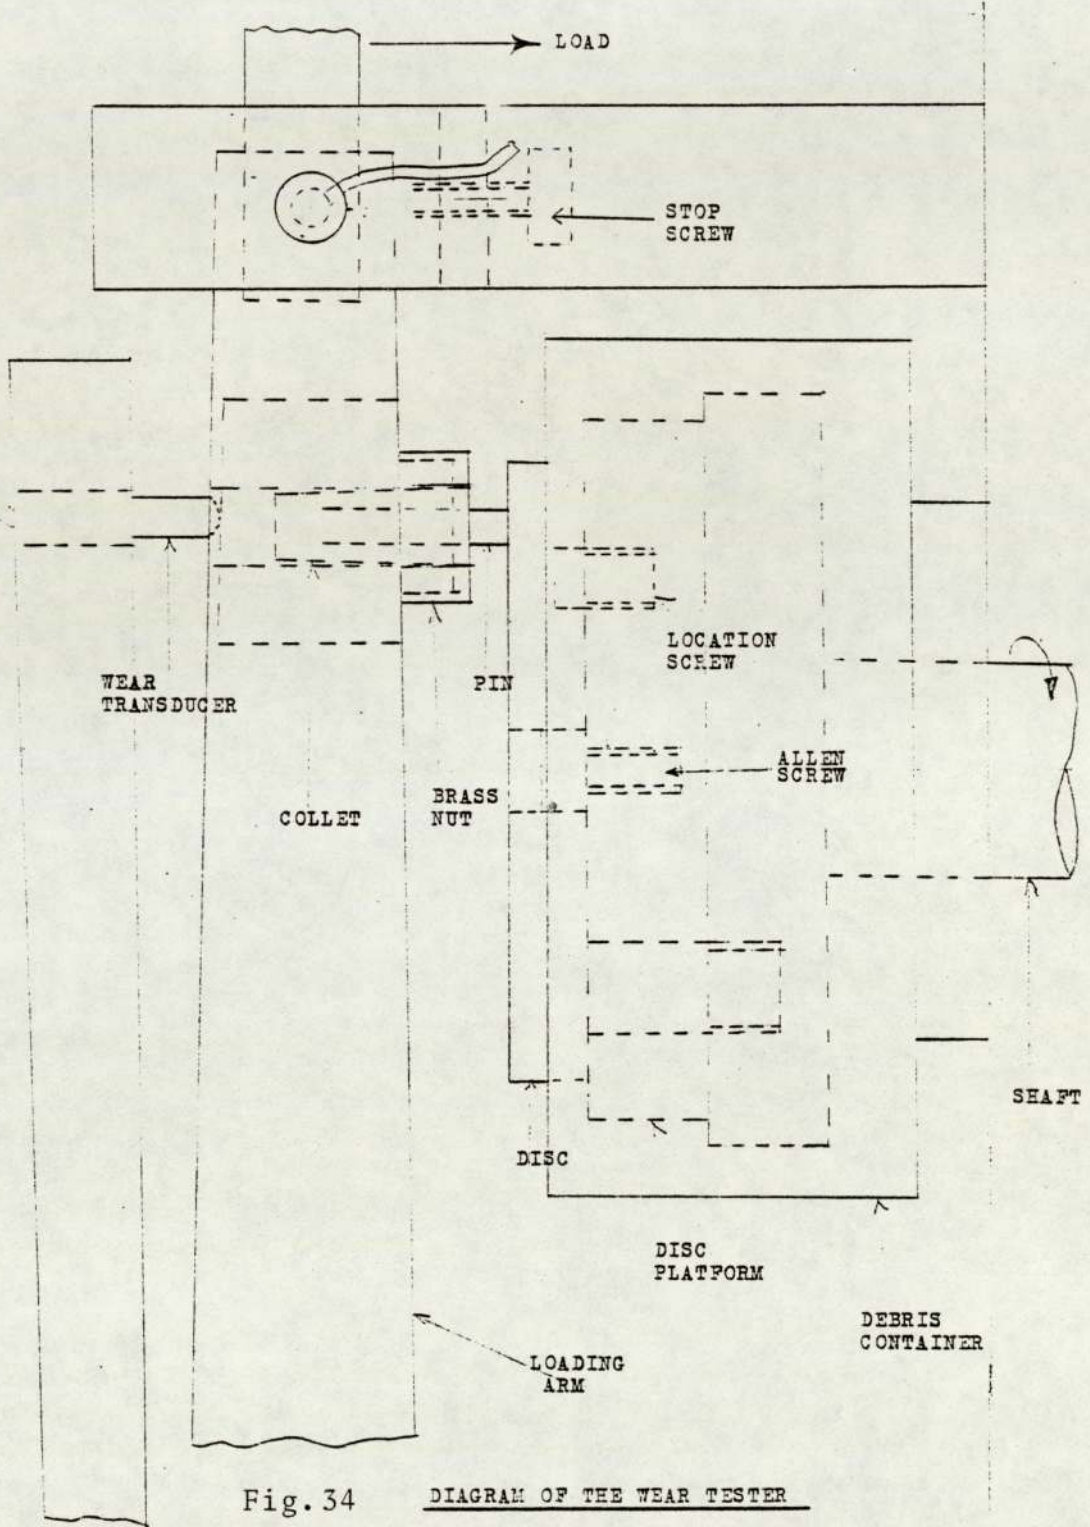 LOAD
STOP
SCREW
LOCATION
SCREW
WEAR
TRANSDUCER
PIN
ALLEN
SCREW
BRASS
NUT
COLLET
SHAFT
DISC
DISC
PLATFORM
DEBRIS
CONTAINER
LOADING
ARM
Fig.34 DIAGRAM OF THE WEAR TESTER